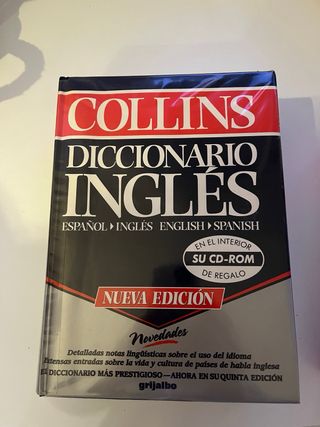 COLLINS
DICCIONARIO
INGLÉS
ESPAÑOL ▸ INGLÉS ENGLISH ▸ SPANISH
EN EL INTERIOR
SU CD-ROM
DE REGALO
NUEVA EDICIÓN
Novedades
Detalladas notas lingüísticas sobre el uso del idioma
Extensas entradas sobre la vida y cultura de países de habla inglesa
EL DICCIONARIO MÁS PRESTIGIOSO — AHORA EN SU QUINTA EDICIÓN
grijalbo